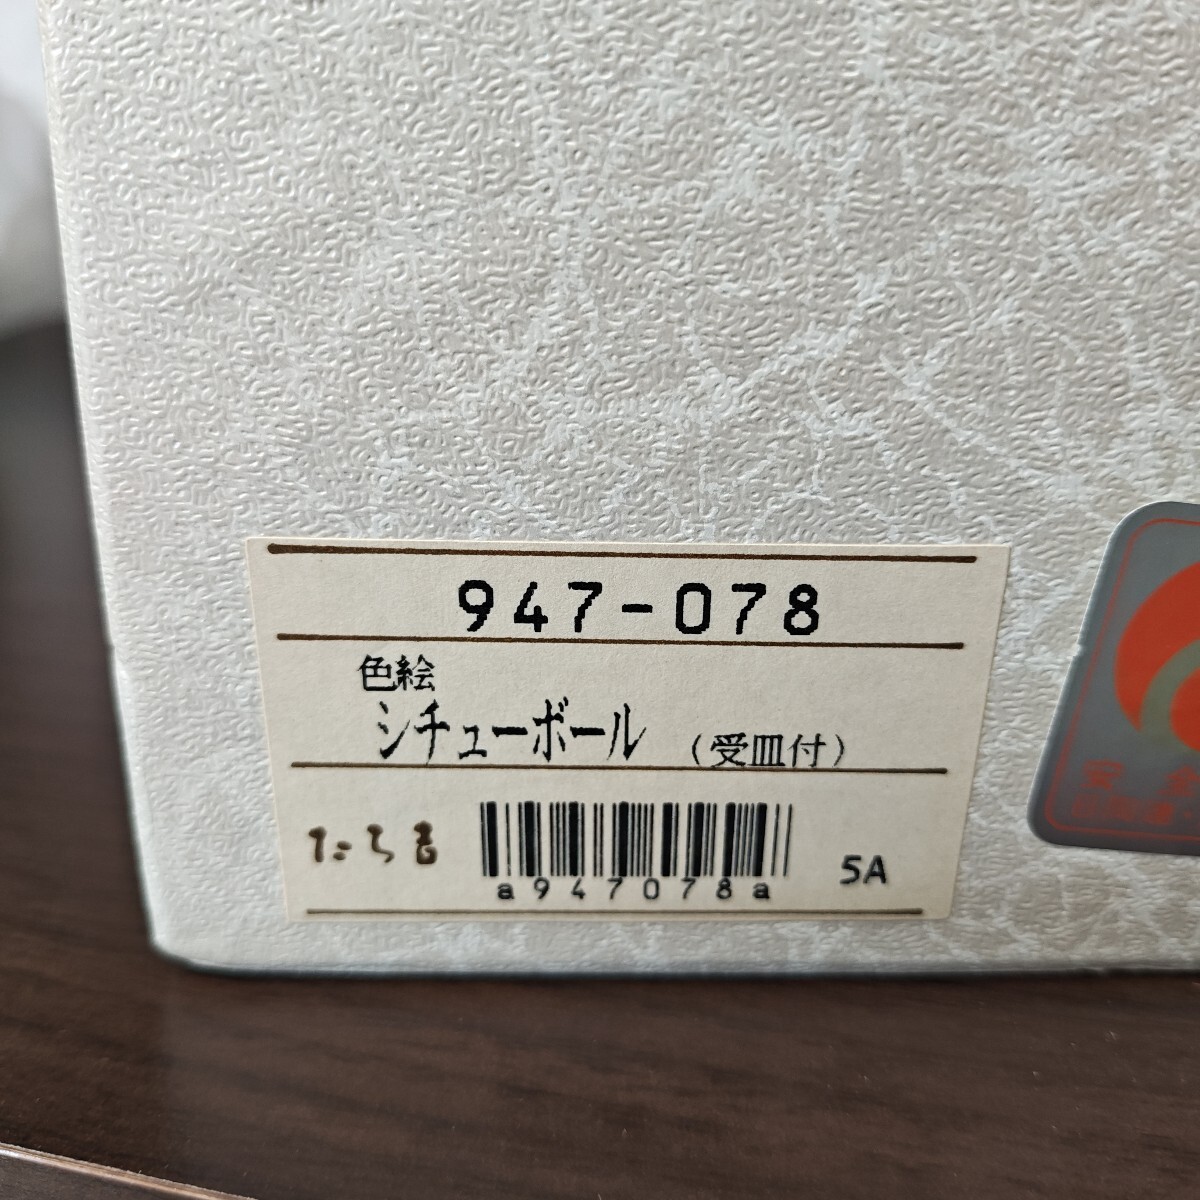 947-078
色絵
シチューボール (受皿付)
たち吉
a947078a
5A